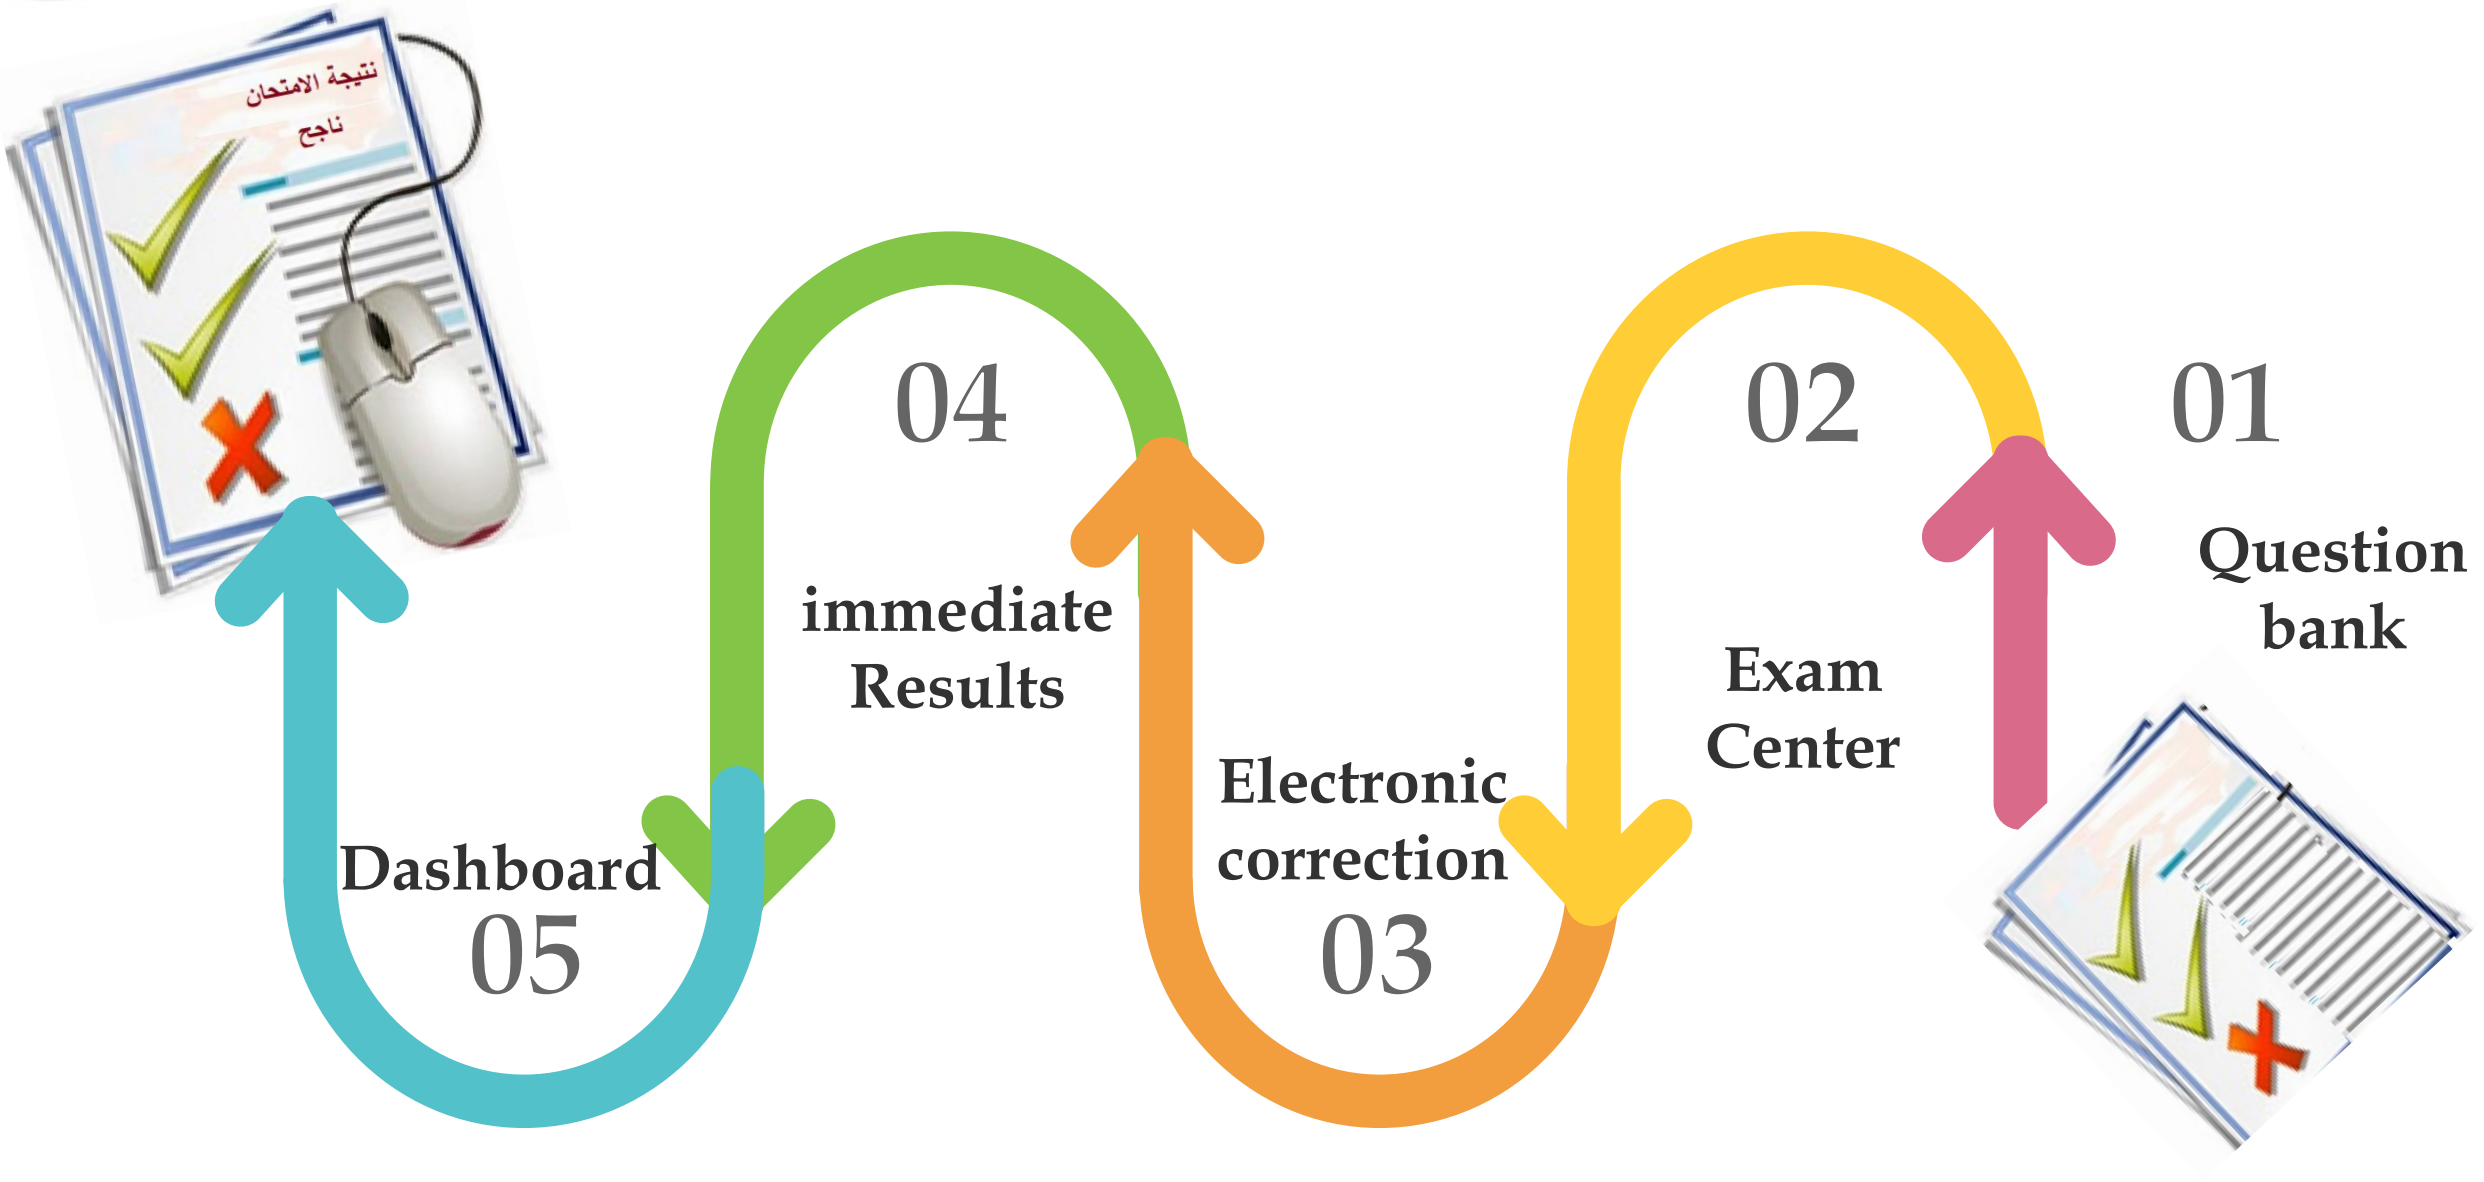 نتيجة الامتحان
ناجح
01
Question
bank
02
Exam
Center
Electronic
correction
03
04
immediate
Results
Dashboard
05